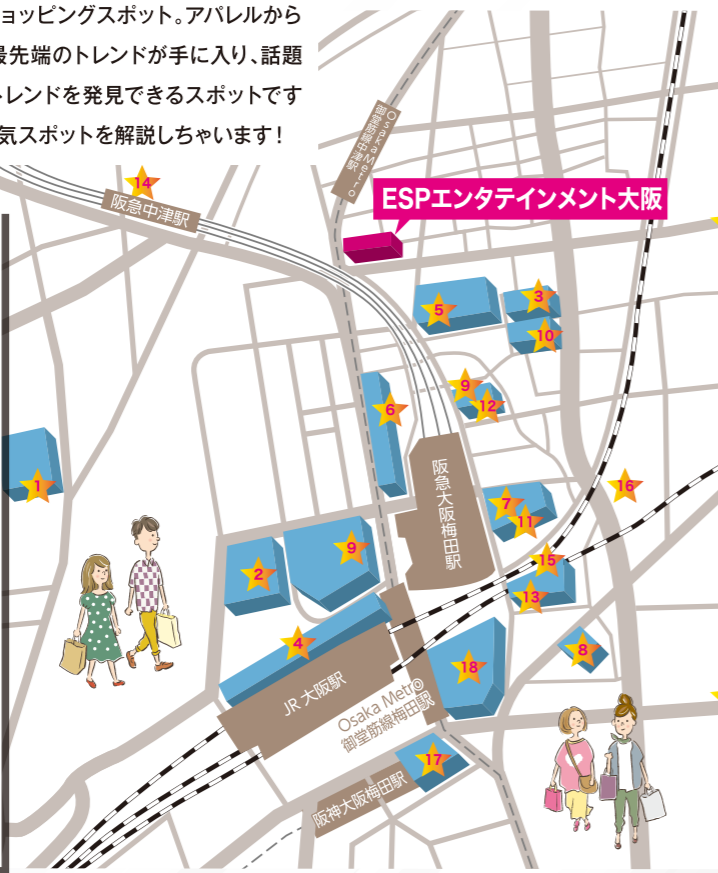 ョッピングスポット。アパレルから
最先端のトレンドが手に入り、話題
トレンドを発見できるスポットです
気スポットを解説しちゃいます!
Osaka Metro
御堂筋線中津駅
14
阪急中津駅
ESPエンタテインメント大阪
5
3
10
9
12
6
1
阪急大阪梅田駅
16
7
11
9
2
15
13
4
8
18
JR 大阪駅
Osaka Metro
御堂筋線梅田駅
17
阪神大阪梅田駅